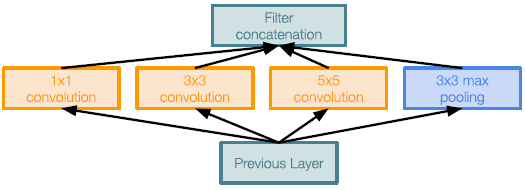 Filter
concatenation
1x1
convolution
3x3
convolution
5x5
convolution
3x3 max
pooling
Previous Layer